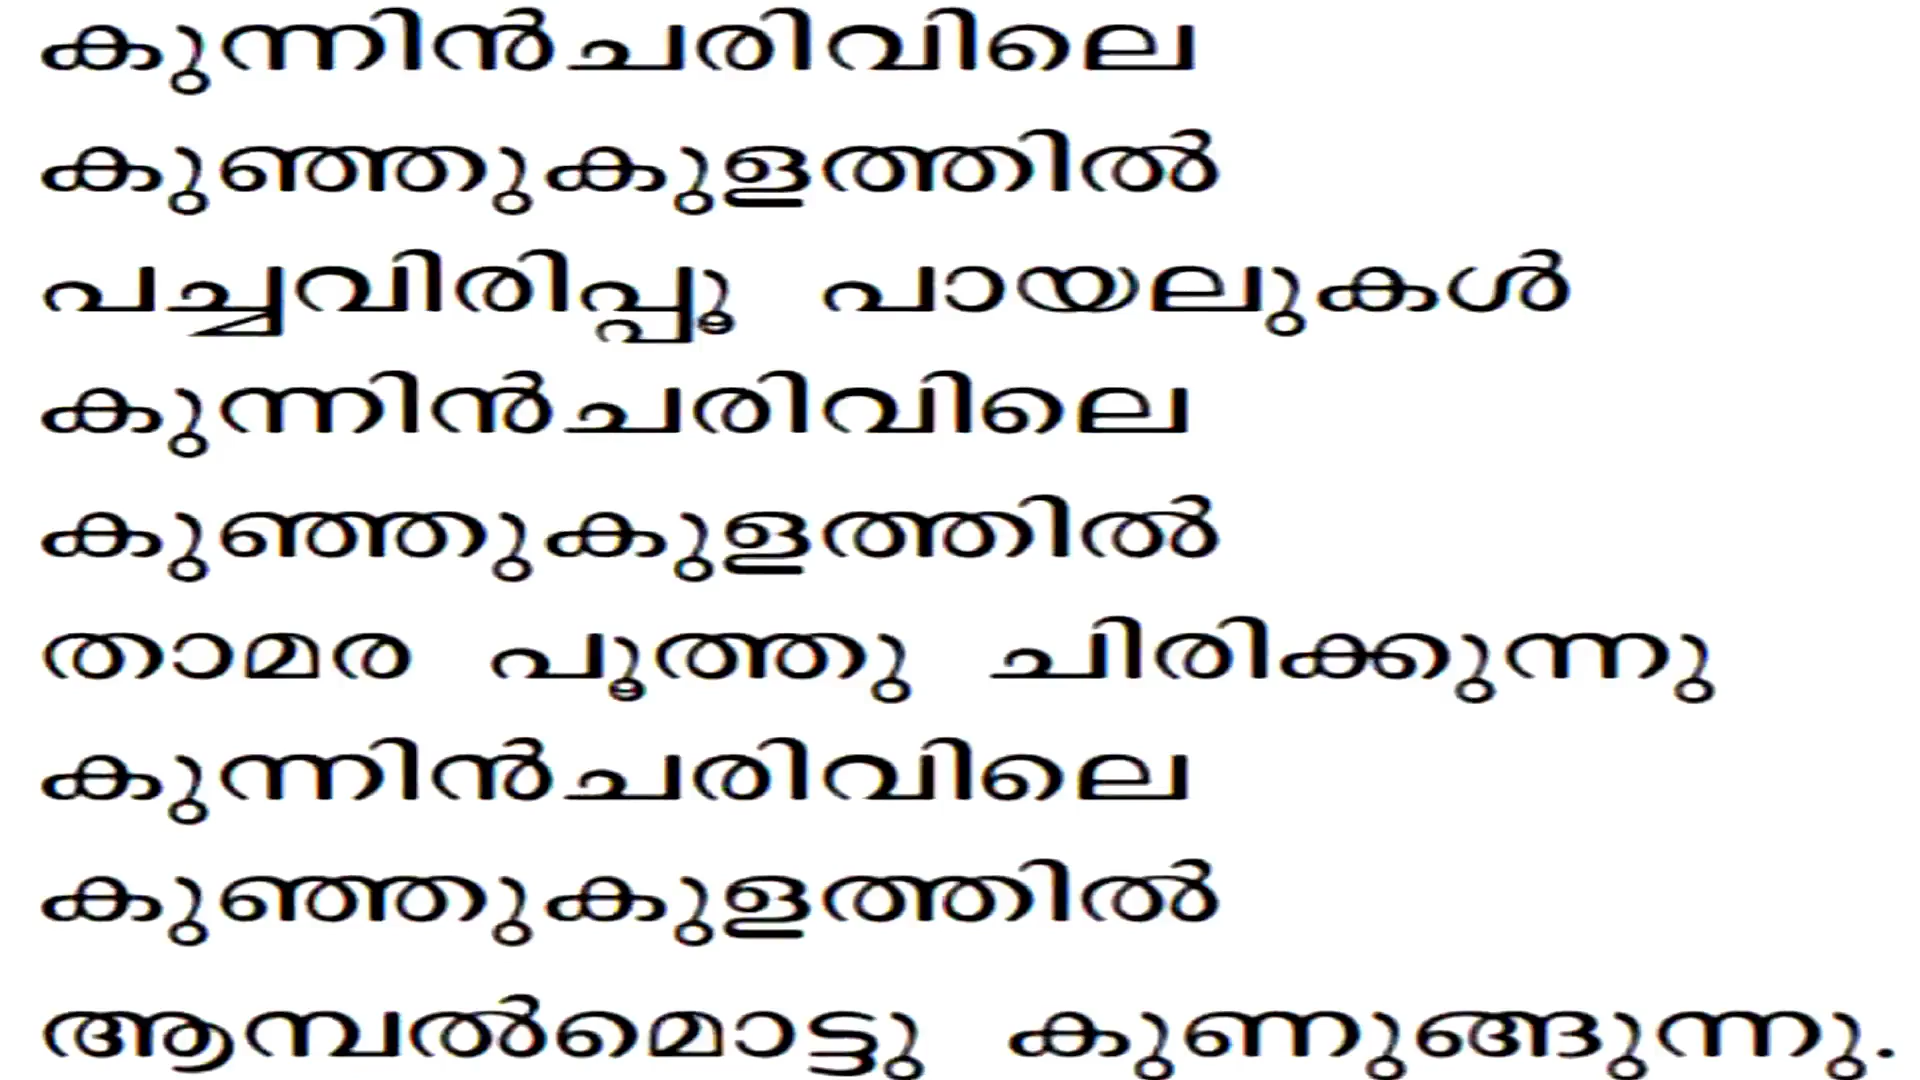 കുന്നിൻചരിവിലെ
കുഞ്ഞുകുളത്തിൽ
പച്ചവിരിപ്പൂ പായലുകൾ
കുന്നിൻചരിവിലെ
കുഞ്ഞുകുളത്തിൽ
താമര പൂത്തു ചിരിക്കുന്നു
കുന്നിൻചരിവിലെ
കുഞ്ഞുകുളത്തിൽ
ആമ്പൽമൊട്ടു കുണുങ്ങുന്നു.